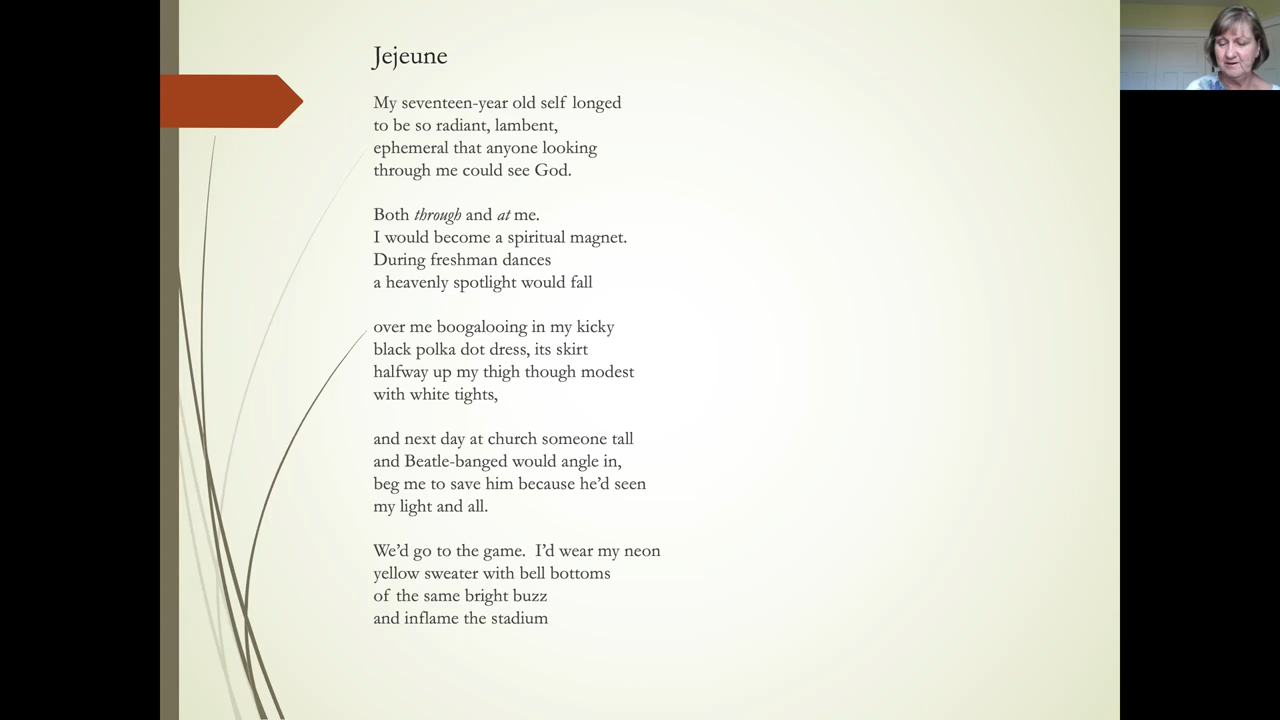 Jejeune
My seventeen-year old self longed
to be so radiant, lambent,
ephemeral that anyone looking
through me could see God.
Both through and at me.
I would become a spiritual magnet.
During freshman dances
a heavenly spotlight would fall
over me boogalooing in my kicky
black polka dot dress, its skirt
halfway up my thigh though modest
with white tights,
and next day at church someone tall
and Beatle-banged would angle in,
beg me to save him because he’d seen
my light and all.
We’d go to the game.  I’d wear my neon
yellow sweater with bell bottoms
of the same bright buzz
and inflame the stadium